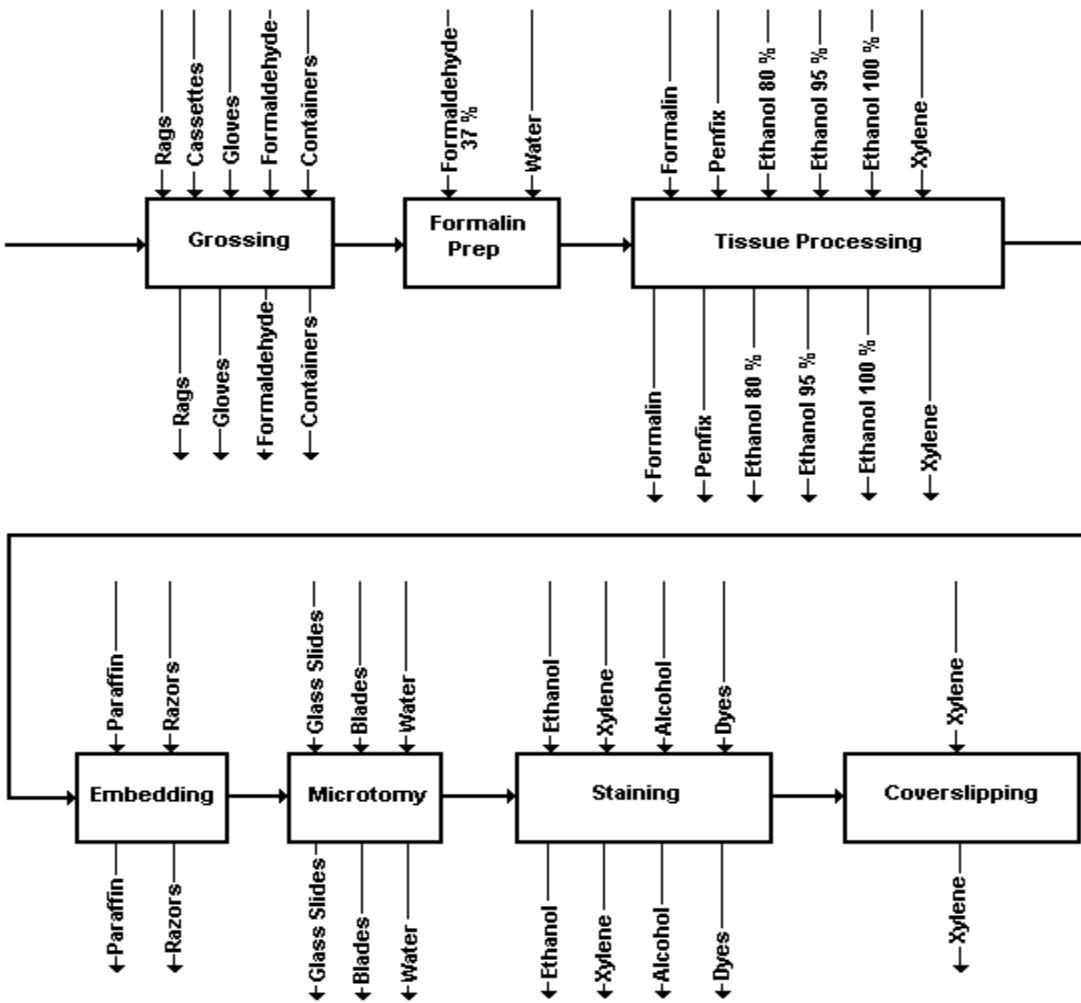 Rags
Cassettes
Gloves
Formaldehyde
Containers
Formaldehyde
37 %
Water
Formalin
Penfix
Ethanol 80 %
Ethanol 95 %
Ethanol 100 %
Xylene
Grossing
Formalin
Prep
Tissue Processing
Rags
Gloves
Formaldehyde
Containers
Formalin
Penfix
Ethanol 80 %
Ethanol 95 %
Ethanol 100 %
Xylene
Paraffin
Razors
Glass Slides
Blades
Water
Ethanol
Xylene
Alcohol
Dyes
Xylene
Embedding
Microtomy
Staining
Coverslipping
Paraffin
Razors
Glass Slides
Blades
Water
Ethanol
Xylene
Alcohol
Dyes
Xylene